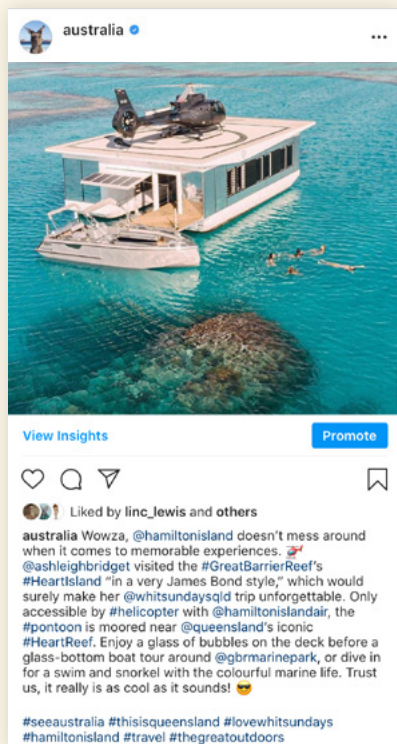 australia
View Insights
Promote
Liked by linc_lewis and others
australia Wowza, @hamiltonisland doesn't mess around
when it comes to memorable experiences. 🚁
@ashleighbridget visited the #GreatBarrierReef's
#HeartIsland "in a very James Bond style," which would
surely make her @whitsundaysqld trip unforgettable. Only
accessible by #helicopter with @hamiltonislandair, the
#pontoon is moored near @queensland's iconic
#HeartReef. Enjoy a glass of bubbles on the deck before a
glass-bottom boat tour around @gbrmarinepark, or dive in
for a swim and snorkel with the colourful marine life. Trust
us, it really is as cool as it sounds! 😎
#seeaustralia #thisisqueensland #lovewhitsundays
#hamiltonisland #travel #thegreatoutdoors